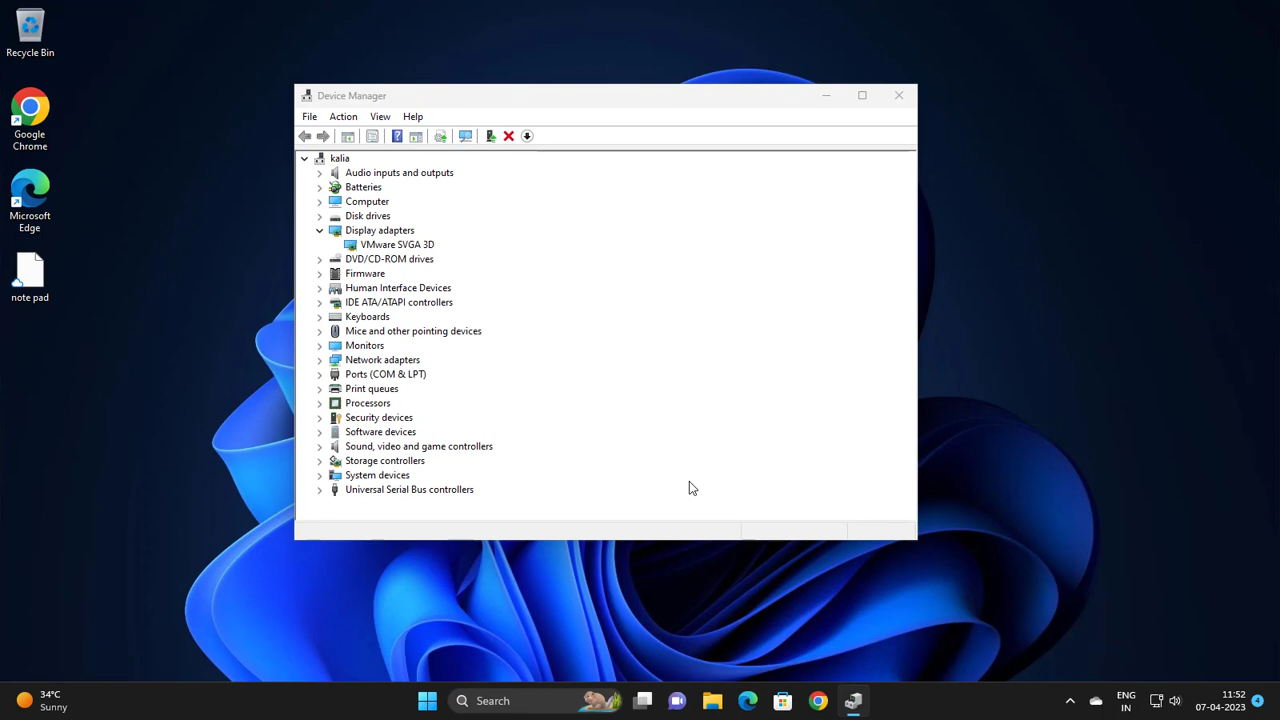 Recycle Bin
Google
Chrome
Microsoft
Edge
note pad
Device Manager
File Action View Help
kalia
Audio inputs and outputs
Batteries
Computer
Disk drives
Display adapters
VMware SVGA 3D
DVD/CD-ROM drives
Firmware
Human Interface Devices
IDE ATA/ATAPI controllers
Keyboards
Mice and other pointing devices
Monitors
Network adapters
Ports (COM & LPT)
Print queues
Processors
Security devices
Software devices
Sound, video and game controllers
Storage controllers
System devices
Universal Serial Bus controllers
34°C
Sunny
Search
ENG
IN
11:52
07-04-2023
4